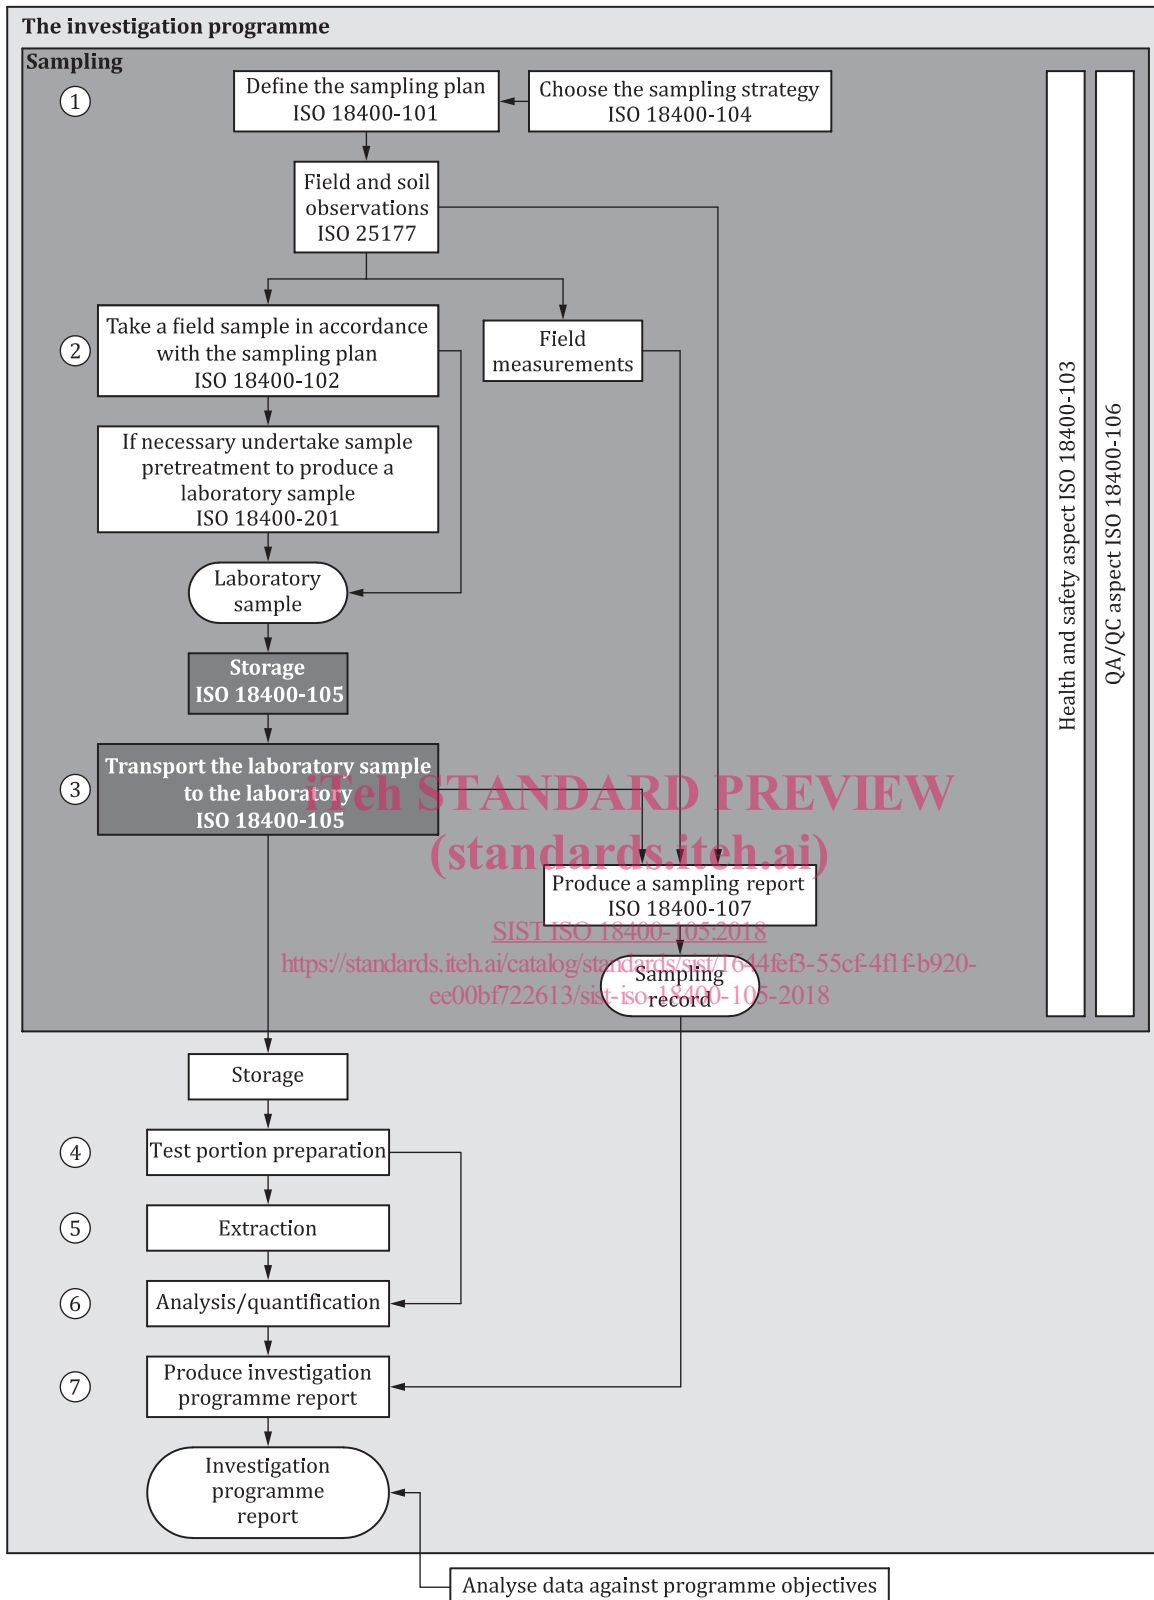 The investigation programme
Sampling
1
Define the sampling plan
ISO 18400-101
Choose the sampling strategy
ISO 18400-104
Field and soil
observations
ISO 25177
2
Take a field sample in accordance
with the sampling plan
ISO 18400-102
Field
measurements
If necessary undertake sample
pretreatment to produce a
laboratory sample
ISO 18400-201
Laboratory
sample
Storage
ISO 18400-105
3
Transport the laboratory sample
to the laboratory
ISO 18400-105
Health and safety aspect ISO 18400-103
QA/QC aspect ISO 18400-106
iTeh STANDARD PREVIEW
(standards.iteh.ai)
Produce a sampling report
ISO 18400-107
SIST ISO 18400-105:2018
https://standards.iteh.ai/catalog/standards/sist/1644fef3-55cf-4f1f-b920-
ee00bf722613/sist-iso-18400-105-2018
Sampling
record
Storage
4
Test portion preparation
5
Extraction
6
Analysis/quantification
7
Produce investigation
programme report
Investigation
programme
report
Analyse data against programme objectives